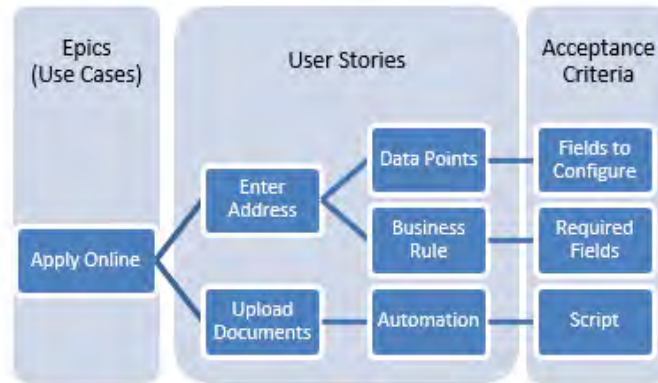 Epics
(Use Cases)
User Stories
Acceptance
Criteria
Apply Online
Enter
Address
Upload
Documents
Data Points
Business
Rule
Automation
Fields to
Configure
Required
Fields
Script